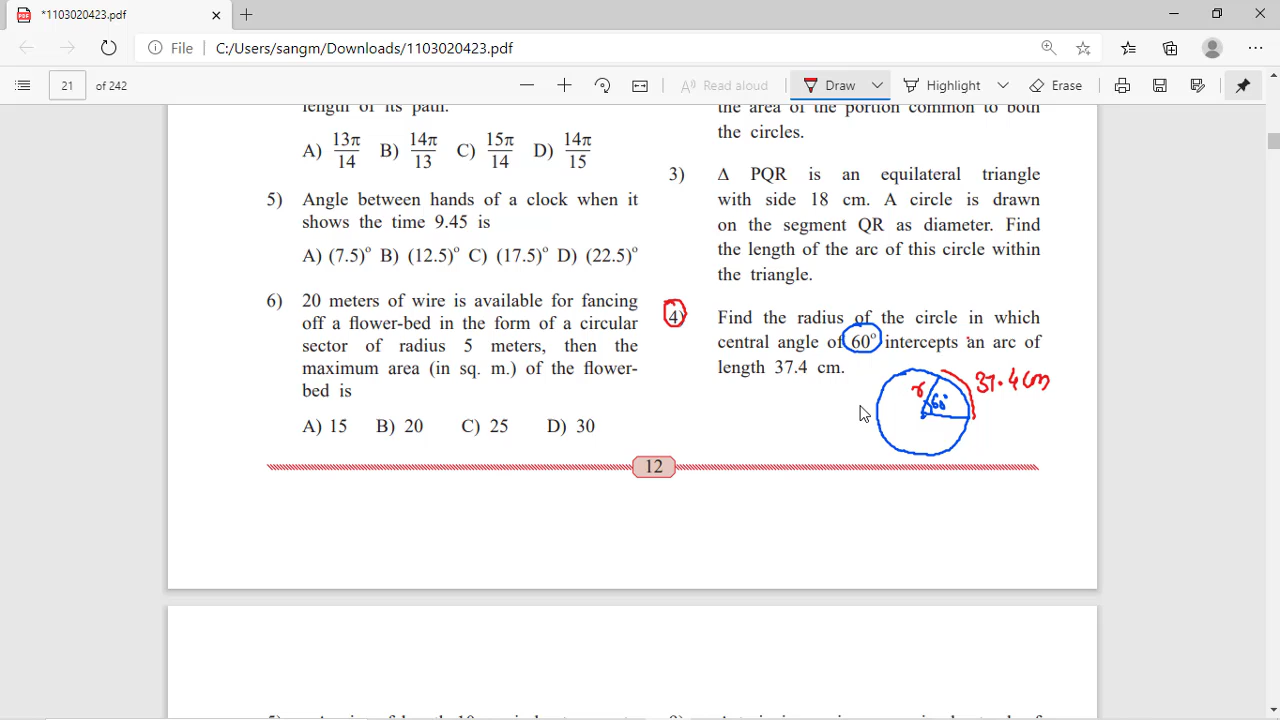 *1103020423.pdf
File C:/Users/sangm/Downloads/1103020423.pdf
21 of 242 Read aloud Draw Highlight Erase
length of its path.
A) 13π/14 B) 14π/13 C) 15π/14 D) 14π/15
5) Angle between hands of a clock when it
shows the time 9.45 is
A) (7.5)° B) (12.5)° C) (17.5)° D) (22.5)°
6) 20 meters of wire is available for fancing
off a flower-bed in the form of a circular
sector of radius 5 meters, then the
maximum area (in sq. m.) of the flower-
bed is
A) 15 B) 20 C) 25 D) 30
the area of the portion common to both
the circles.
3) Δ PQR is an equilateral triangle
with side 18 cm. A circle is drawn
on the segment QR as diameter. Find
the length of the arc of this circle within
the triangle.
4) Find the radius of the circle in which
central angle of 60° intercepts an arc of
length 37.4 cm.
r 60° 37.4 cm
12